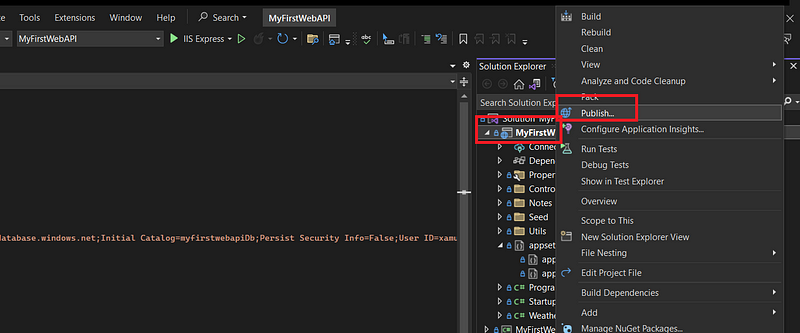 te Tools Extensions Window Help Search MyFirstWebAPI
MyFirstWebAPI IIS Express
Solution Explorer
Search Solution Exp
Solution 'MyFi
MyFirstW
Connec
Depen
Proper
Contro
Notes
Seed
Utils
appset
app
app
Progra
Startup
Weath
MyFirstWe
database.windows.net;Initial Catalog=myfirstwebapiDb;Persist Security Info=False;User ID=xamu
Build
Rebuild
Clean
View
Analyze and Code Cleanup
Pack
Publish...
Configure Application Insights...
Run Tests
Debug Tests
Show in Test Explorer
Overview
Scope to This
New Solution Explorer View
File Nesting
Edit Project File
Build Dependencies
Add
Manage NuGet Packages...